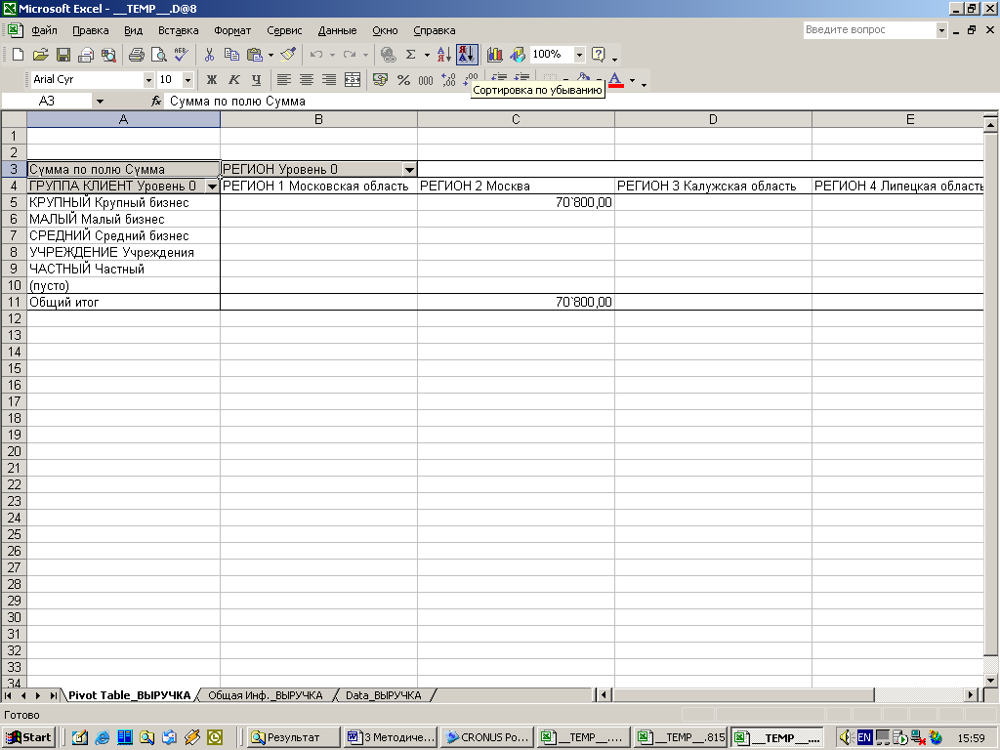 Microsoft Excel - __TEMP__.D@8
Файл Правка Вид Вставка Формат Сервис Данные Окно Справка Введите вопрос
100%
Arial Cyr 10 Ж К Ч % 000
Сортировка по убыванию
A3 fx Сумма по полю Сумма
A B C D E
1
2
3 Сумма по полю Сумма РЕГИОН Уровень 0
4 ГРУППА КЛИЕНТ Уровень 0 РЕГИОН 1 Московская область РЕГИОН 2 Москва РЕГИОН 3 Калужская область РЕГИОН 4 Липецкая область
5 КРУПНЫЙ Крупный бизнес 70`800,00
6 МАЛЫЙ Малый бизнес
7 СРЕДНИЙ Средний бизнес
8 УЧРЕЖДЕНИЕ Учреждения
9 ЧАСТНЫЙ Частный
10 (пусто)
11 Общий итог 70`800,00
12
13
14
15
16
17
18
19
20
21
22
23
24
25
26
27
28
29
30
31
32
33
34
Pivot Table_ВЫРУЧКА Общая Инф._ВЫРУЧКА Data_ВЫРУЧКА
Готово
Start Результат 3 Методиче... CRONUS Po... __TEMP__.... __TEMP__.815 __TEMP__.... EN 15:59